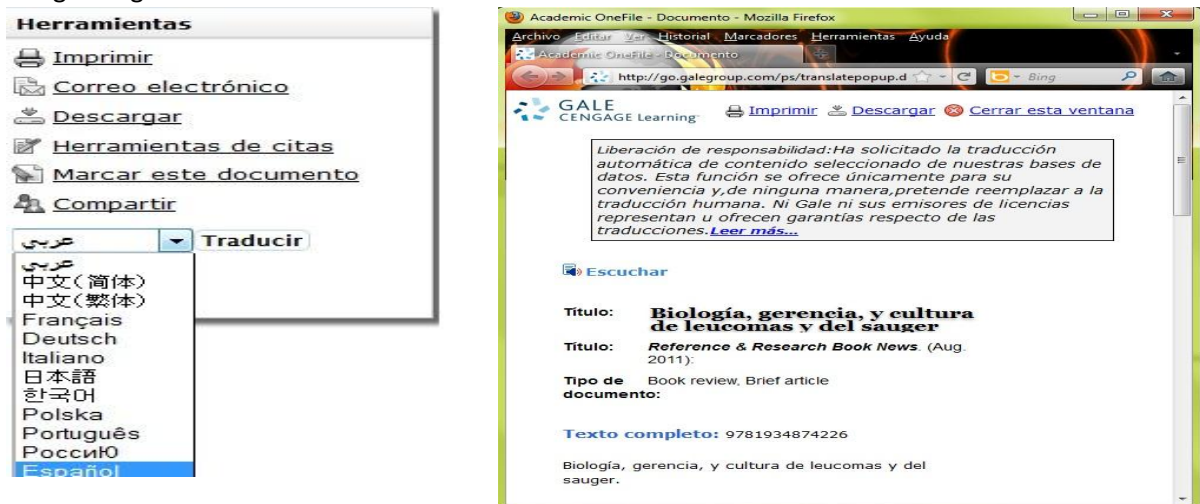 Herramientas
Imprimir
Correo electrónico
Descargar
Herramientas de citas
Marcar este documento
Compartir
عربي Traducir
عربي
中文(简体)
中文(繁体)
Français
Deutsch
Italiano
日本語
한국어
Polska
Português
РоссиЮ
Español
Academic OneFile - Documento - Mozilla Firefox
Archivo Editar Ver Historial Marcadores Herramientas Ayuda
Academic OneFile - Documento
http://go.galegroup.com/ps/translatepopup.d Bing
GALE
CENGAGE Learning
Imprimir Descargar Cerrar esta ventana
Liberación de responsabilidad:Ha solicitado la traducción
automática de contenido seleccionado de nuestras bases de
datos. Esta función se ofrece únicamente para su
conveniencia y,de ninguna manera,pretende reemplazar a la
traducción humana. Ni Gale ni sus emisores de licencias
representan u ofrecen garantías respecto de las
traducciones.Leer más...
Escuchar
Título: Biología, gerencia, y cultura
de leucomas y del sauger
Título: Reference & Research Book News. (Aug.
2011):
Tipo de Book review, Brief article
documento:
Texto completo: 9781934874226
Biología, gerencia, y cultura de leucomas y del
sauger.